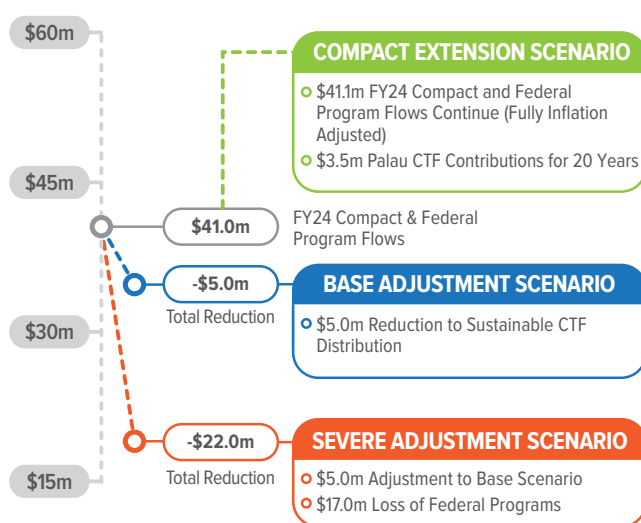 $60m
COMPACT EXTENSION SCENARIO
$41.1m FY24 Compact and Federal
Program Flows Continue (Fully Inflation
Adjusted)
$3.5m Palau CTF Contributions for 20 Years
$45m
$41.0m
FY24 Compact & Federal
Program Flows
-$5.0m
Total Reduction
BASE ADJUSTMENT SCENARIO
$5.0m Reduction to Sustainable CTF
Distribution
$30m
-$22.0m
Total Reduction
SEVERE ADJUSTMENT SCENARIO
$5.0m Adjustment to Base Scenario
$17.0m Loss of Federal Programs
$15m